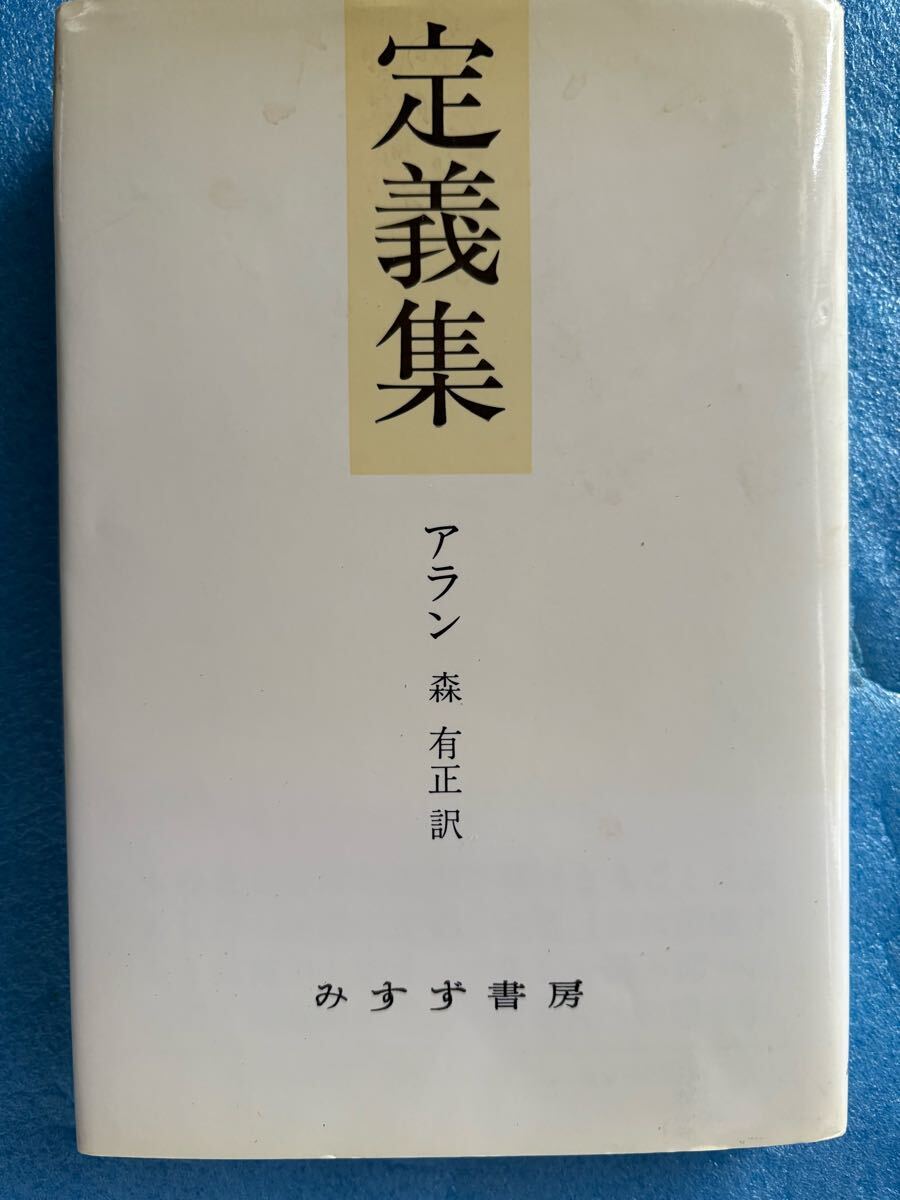 定義集
アラン 森 有正 訳
みすず書房